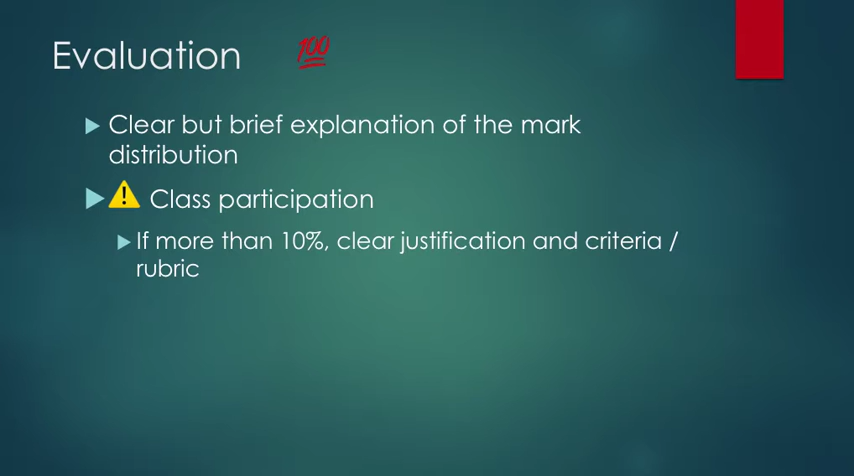 Evaluation 💯
Clear but brief explanation of the mark
distribution
⚠ Class participation
If more than 10%, clear justification and criteria /
rubric